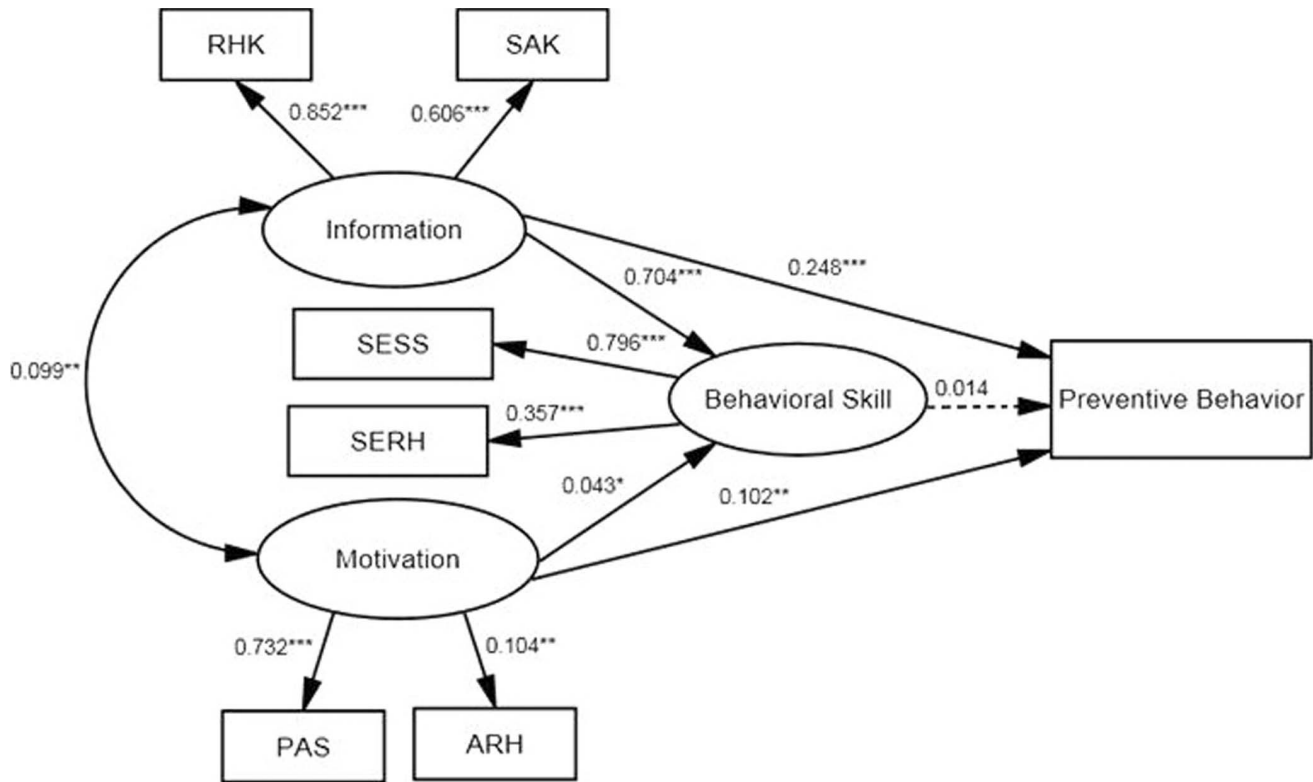 RHK
SAK
0.852***
0.606***
Information
0.704***
0.248***
SESS
0.796***
0.099**
Behavioral Skill
0.014
Preventive Behavior
SERH
0.357***
0.043*
0.102**
Motivation
0.732***
0.104**
PAS
ARH